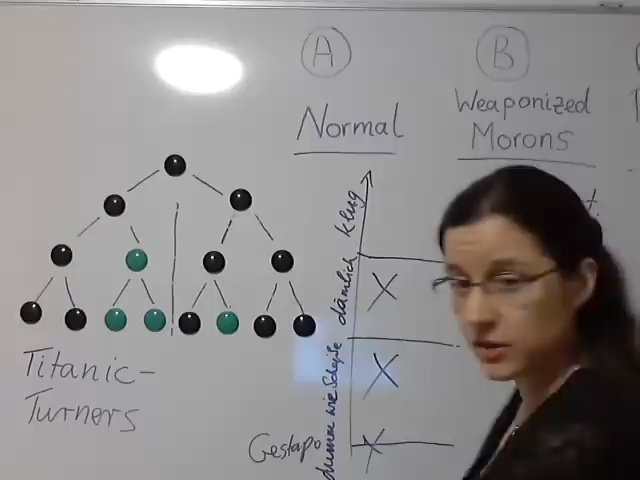 A
B
Normal
Weaponized
Morons
klug
dämlich
dumm wie Scheiße
Gestapo
Titanic-
Turners